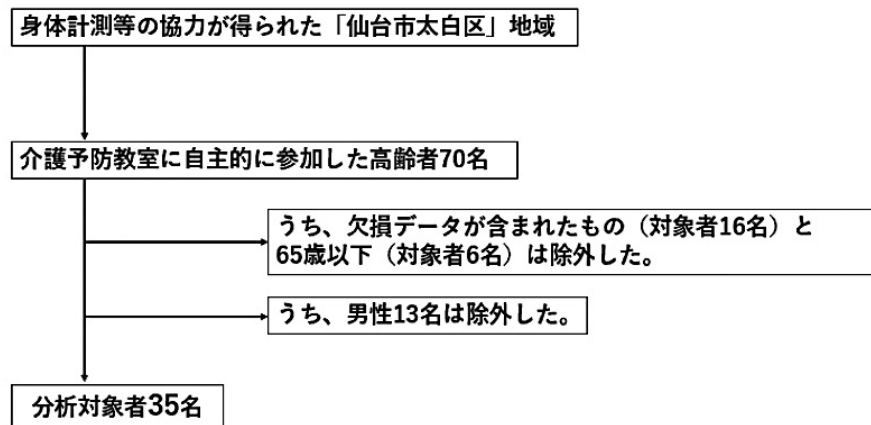 身体計測等の協力が得られた「仙台市太白区」地域
介護予防教室に自主的に参加した高齢者70名
うち、欠損データが含まれたもの（対象者16名）と
65歳以下（対象者6名）は除外した。
うち、男性13名は除外した。
分析対象者35名